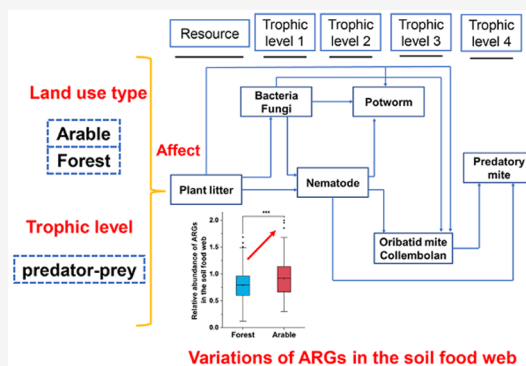 Resource
Trophic
level 1
Trophic
level 2
Trophic
level 3
Trophic
level 4
Land use type
Arable
Forest
Affect
Trophic level
predator-prey
Bacteria
Fungi
Potworm
Plant litter
Nematode
Predatory
mite
Oribatid mite
Collembolan
Relative abundance of ARGs
in the soil food web
2.0
1.5
1.0
0.5
0.0
***
Forest
Arable
Variations of ARGs in the soil food web